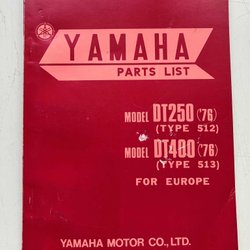 YAMAHA
PARTS LIST
MODEL DT250 ('76)
(TYPE 512)
MODEL DT400 ('76)
(TYPE 513)
FOR EUROPE
YAMAHA MOTOR CO., LTD.